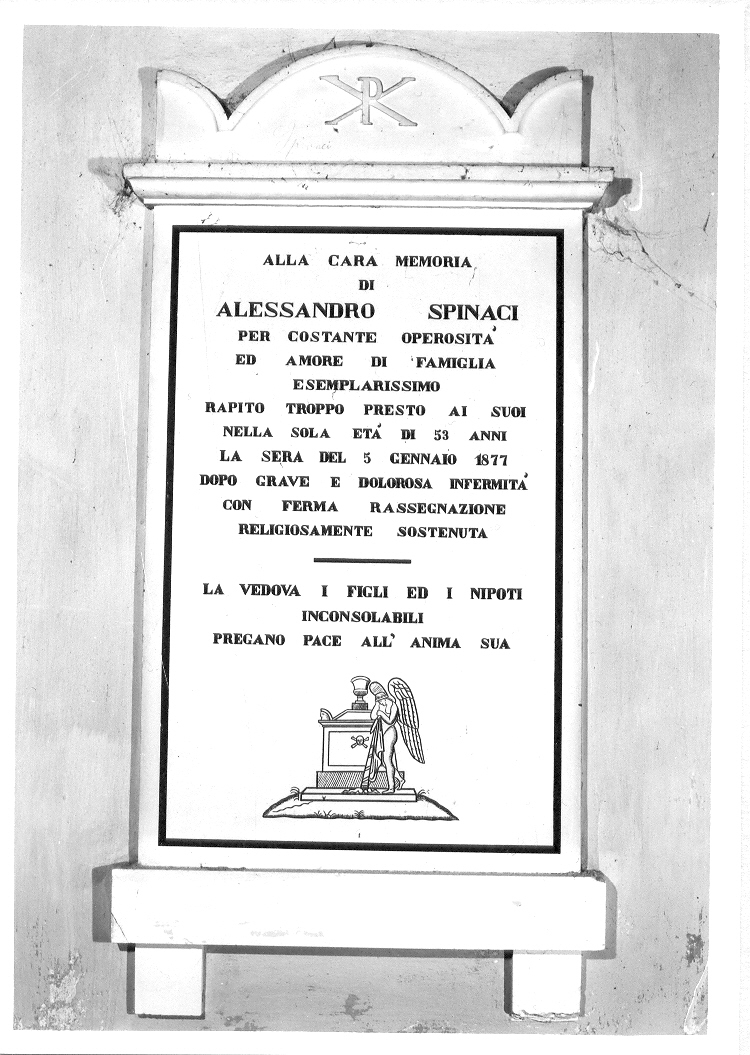 ALLA CARA MEMORIA
DI
ALESSANDRO SPINACI
PER COSTANTE OPEROSITÀ
ED AMORE DI FAMIGLIA
ESEMPLARISSIMO
RAPITO TROPPO PRESTO AI SUOI
NELLA SOLA ETÁ DI 53 ANNI
LA SERA DEL 5 GENNAIO 1877
DOPO GRAVE E DOLOROSA INFERMITÁ
CON FERMA RASSEGNAZIONE
RELIGIOSAMENTE SOSTENUTA
LA VEDOVA I FIGLI ED I NIPOTI
INCONSOLABILI
PREGANO PACE ALL' ANIMA SUA